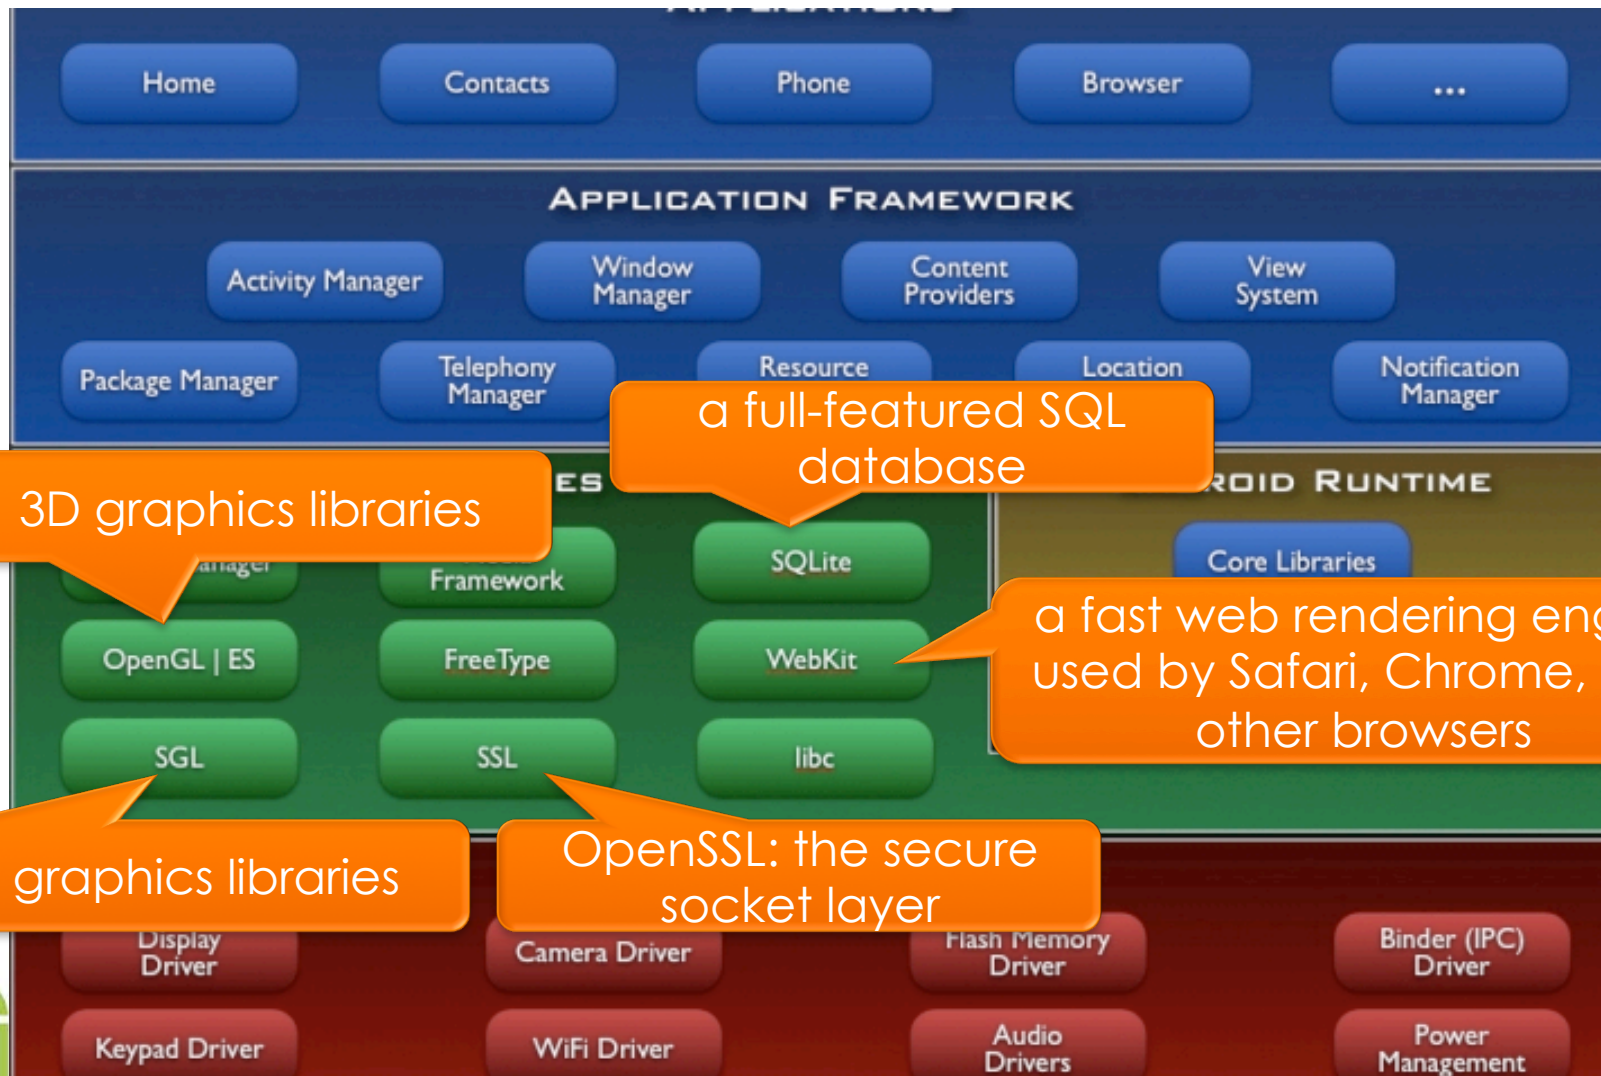 Home
Contacts
Phone
Browser
...
APPLICATION FRAMEWORK
Activity Manager
Window
Manager
Content
Providers
View
System
Package Manager
Telephony
Manager
Resource
Location
Notification
Manager
a full-featured SQL
database
3D graphics libraries
RUNTIME
SQLite
Core Libraries
Framework
a fast web rendering
used by Safari, Chrome,
other browsers
OpenGL | ES
FreeType
WebKit
SGL
SSL
libc
graphics libraries
OpenSSL: the secure
socket layer
Display
Driver
Camera Driver
Flash Memory
Driver
Binder (IPC)
Driver
Keypad Driver
WiFi Driver
Audio
Drivers
Power
Management